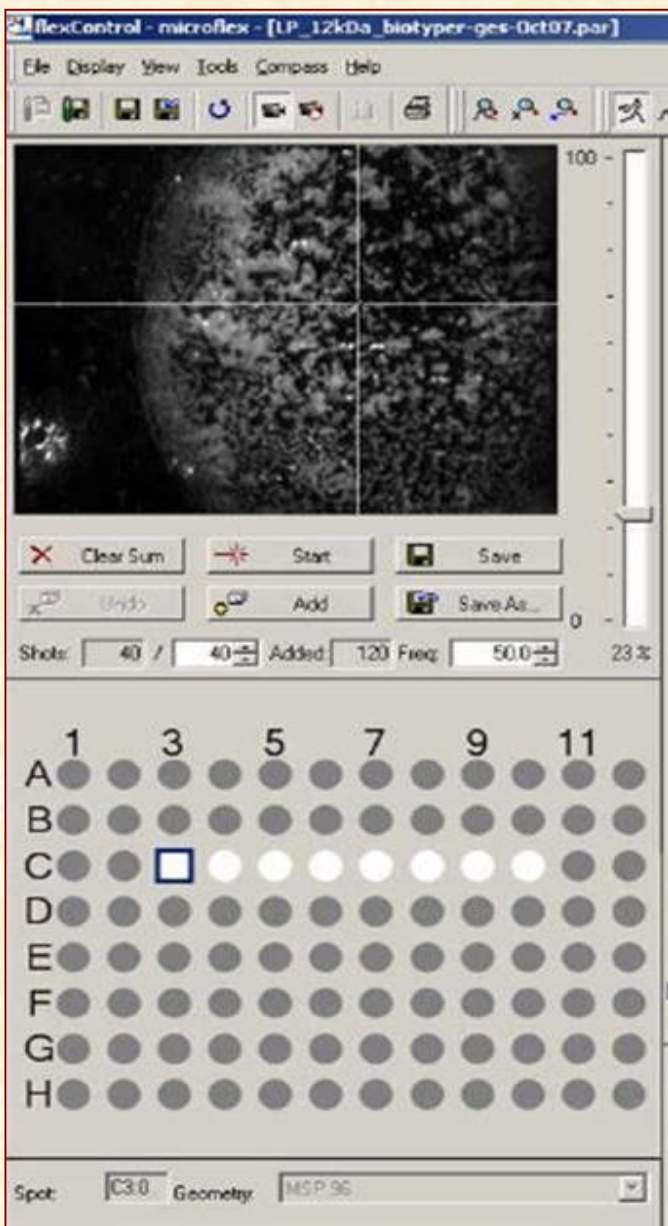 flexControl - microflex - [LP_12kDa_biotyper-ges-Oct07.par]
File Display View Tools Compass Help
100
Clear Sum Start Save
Undo Add Save As...
0
Shots: 40 / 40 Added: 120 Freq: 50.0 23 %
1 3 5 7 9 11
A
B
C
D
E
F
G
H
Spot: C3:0 Geometry: MSP 96